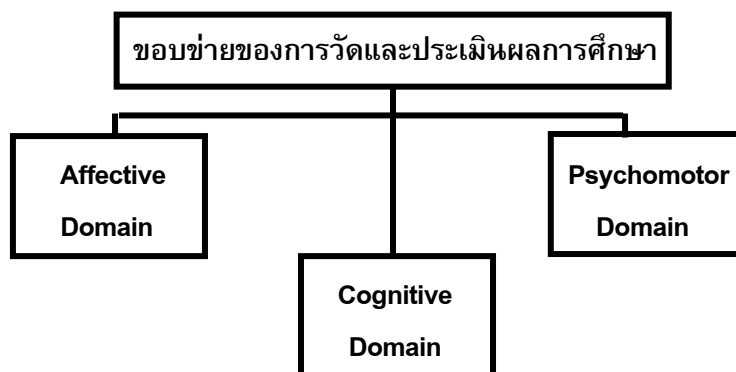 ขอบข่ายของการวัดและประเมินผลการศึกษา
Affective
Domain
Psychomotor
Domain
Cognitive
Domain